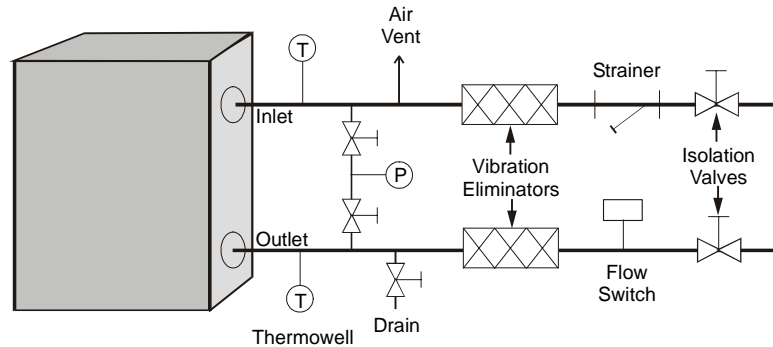 Air
Vent
T
Strainer
Inlet
P
Vibration
Eliminators
Isolation
Valves
Outlet
T
Flow
Switch
Thermowell
Drain